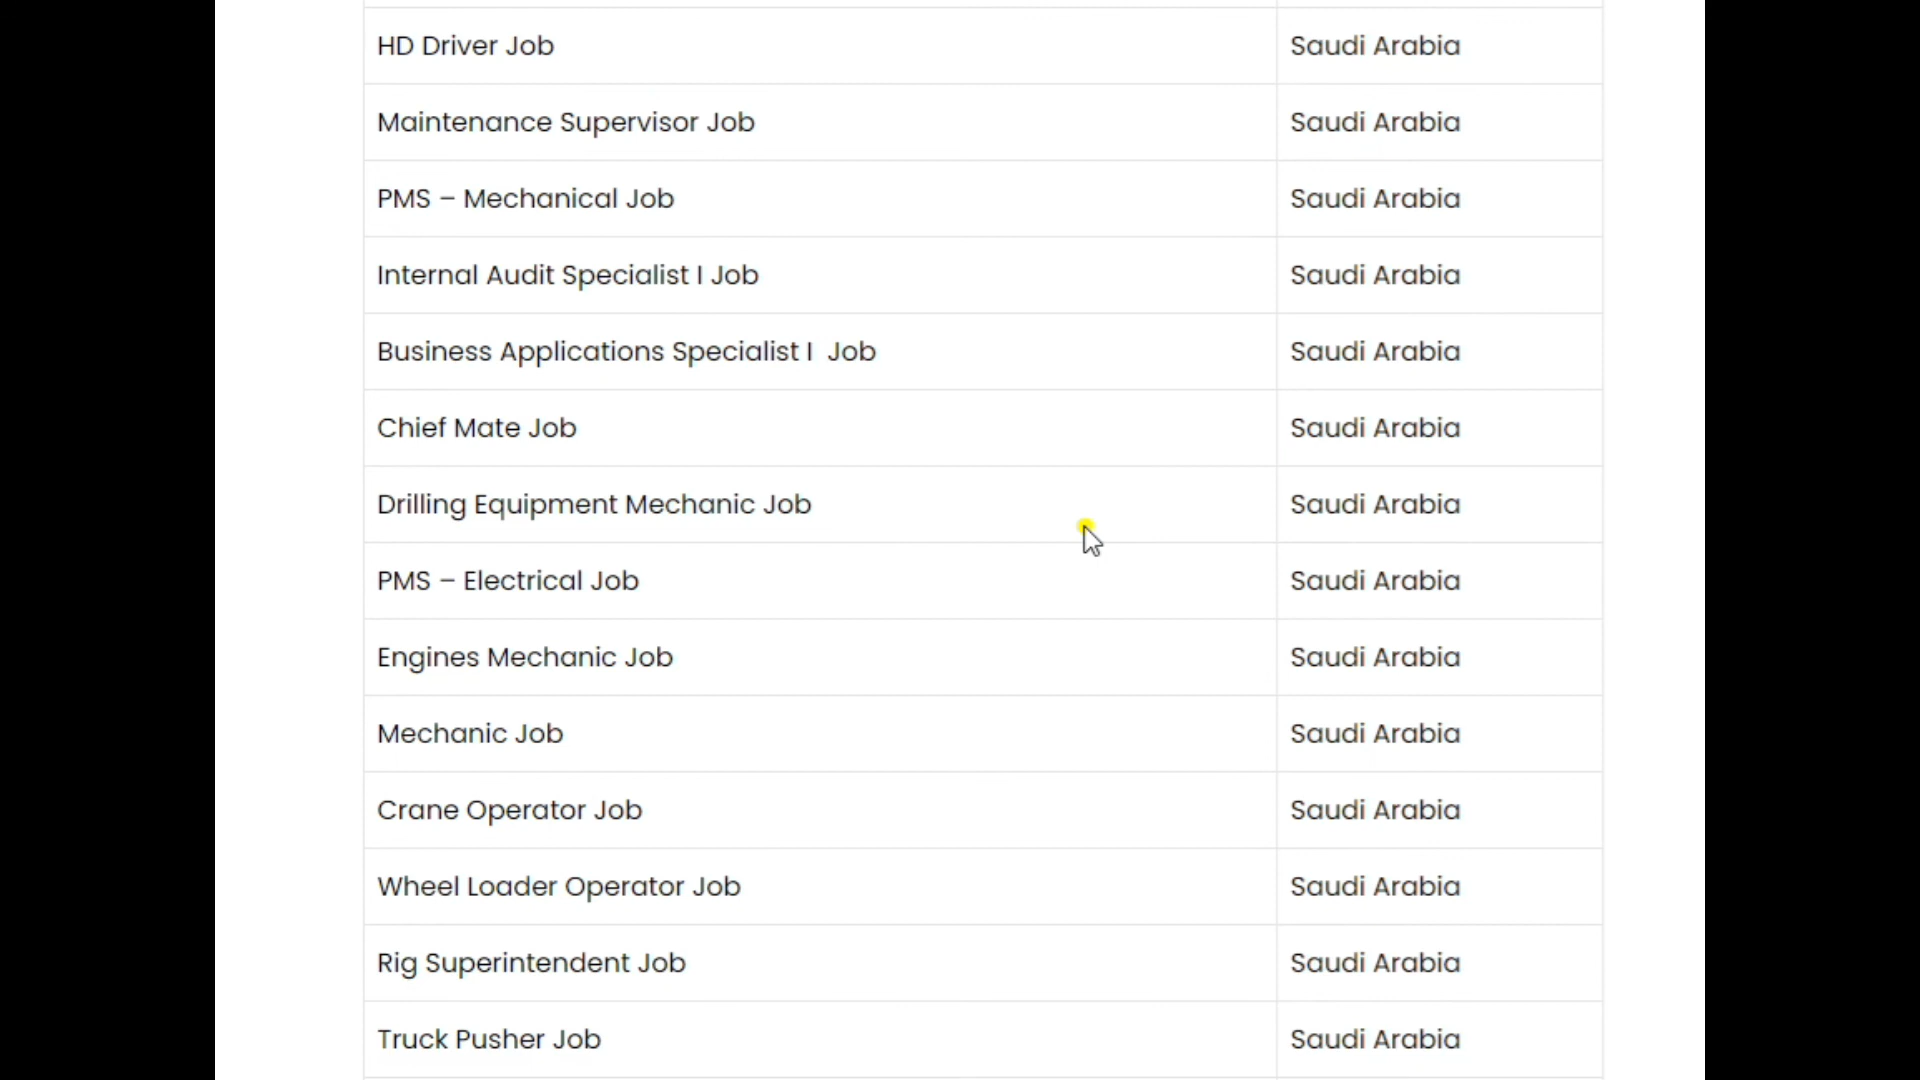 HD Driver Job Saudi Arabia
Maintenance Supervisor Job Saudi Arabia
PMS – Mechanical Job Saudi Arabia
Internal Audit Specialist I Job Saudi Arabia
Business Applications Specialist I  Job Saudi Arabia
Chief Mate Job Saudi Arabia
Drilling Equipment Mechanic Job Saudi Arabia
PMS – Electrical Job Saudi Arabia
Engines Mechanic Job Saudi Arabia
Mechanic Job Saudi Arabia
Crane Operator Job Saudi Arabia
Wheel Loader Operator Job Saudi Arabia
Rig Superintendent Job Saudi Arabia
Truck Pusher Job Saudi Arabia